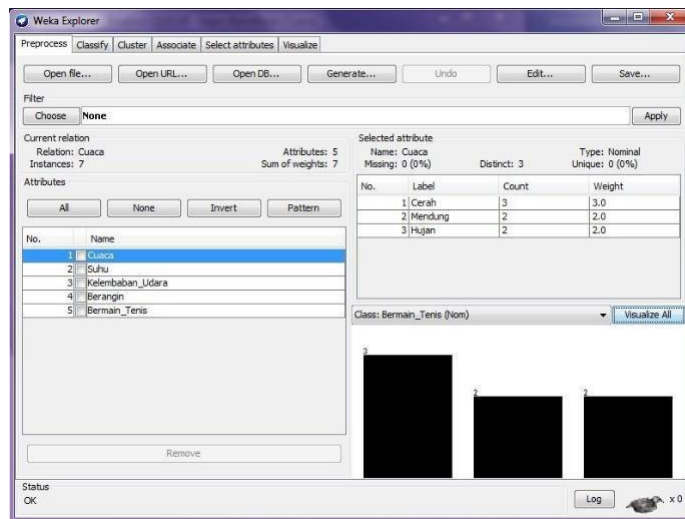 Weka Explorer
Preprocess Classify Cluster Associate Select attributes Visualize
Open file... Open URL... Open DB... Generate... Undo Edit... Save...
Filter
Choose None Apply
Current relation
Relation: Cuaca Attributes: 5
Instances: 7 Sum of weights: 7
Attributes
All None Invert Pattern
No. Name
1 Cuaca
2 Suhu
3 Kelembaban_Udara
4 Berangin
5 Bermain_Tenis
Remove
Selected attribute
Name: Cuaca Type: Nominal
Missing: 0 (0%) Distinct: 3 Unique: 0 (0%)
No. Label Count Weight
1 Cerah 3 3.0
2 Mendung 2 2.0
3 Hujan 2 2.0
Class: Bermain_Tenis (Nom) Visualize All
3 2 2
Status
OK Log x 0